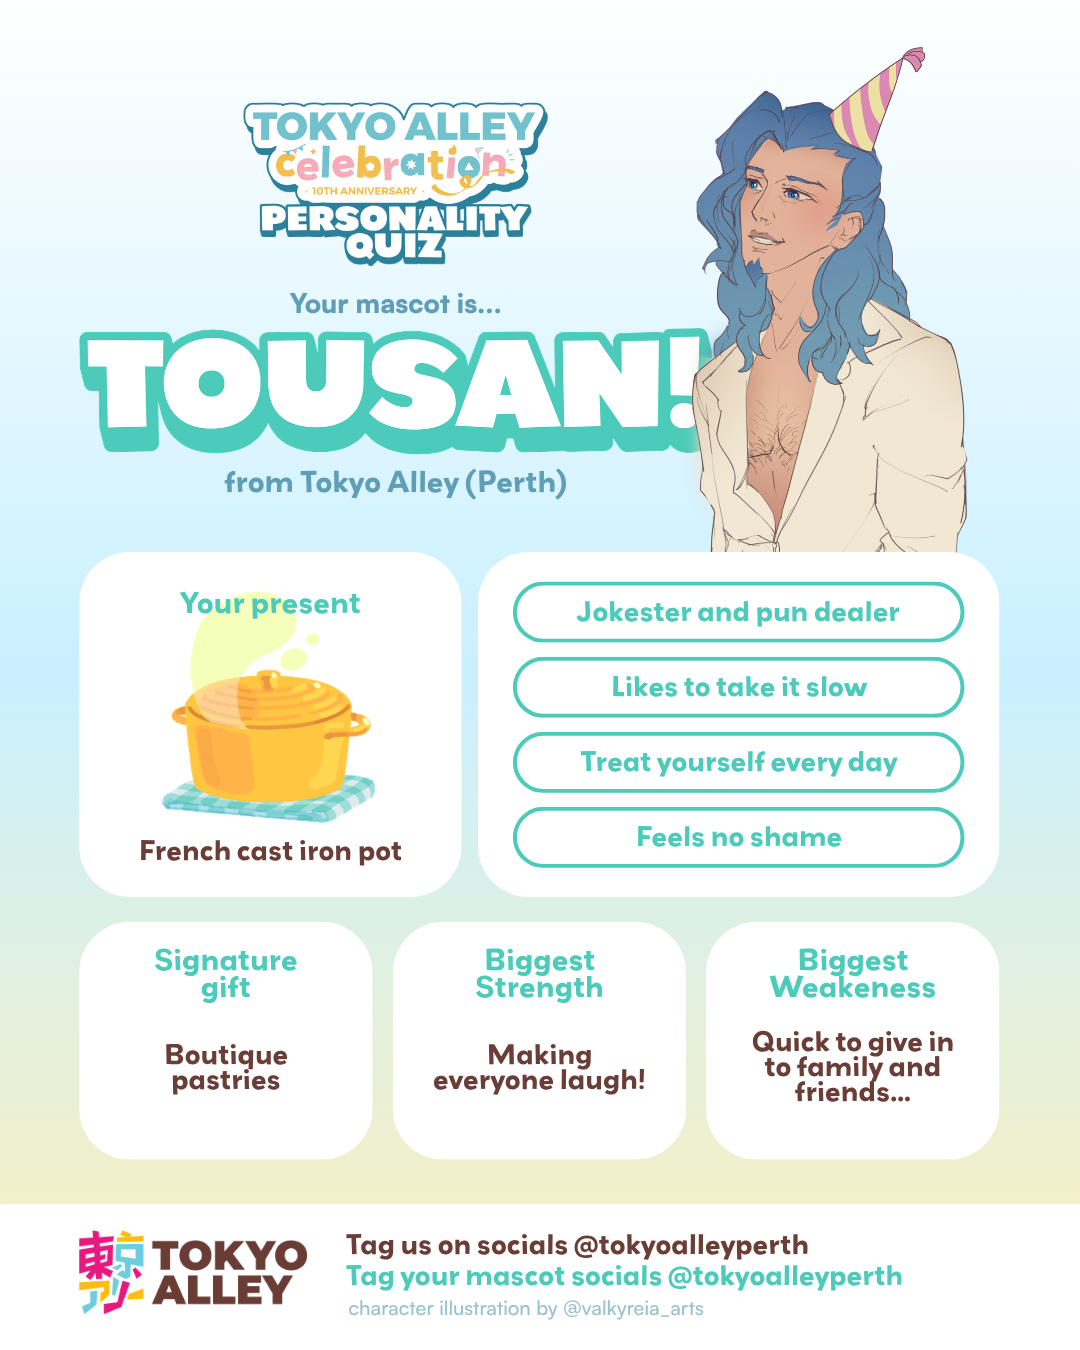 TOKYO ALLEY
celebration
· 10TH ANNIVERSARY ·
PERSONALITY
QUIZ
Your mascot is...
TOUSAN!
from Tokyo Alley (Perth)
Your present
French cast iron pot
Jokester and pun dealer
Likes to take it slow
Treat yourself every day
Feels no shame
Signature
gift
Boutique
pastries
Biggest
Strength
Making
everyone laugh!
Biggest
Weakeness
Quick to give in
to family and
friends...
東京
アリー
TOKYO
ALLEY
Tag us on socials @tokyoalleyperth
Tag your mascot socials @tokyoalleyperth
character illustration by @valkyreia_arts